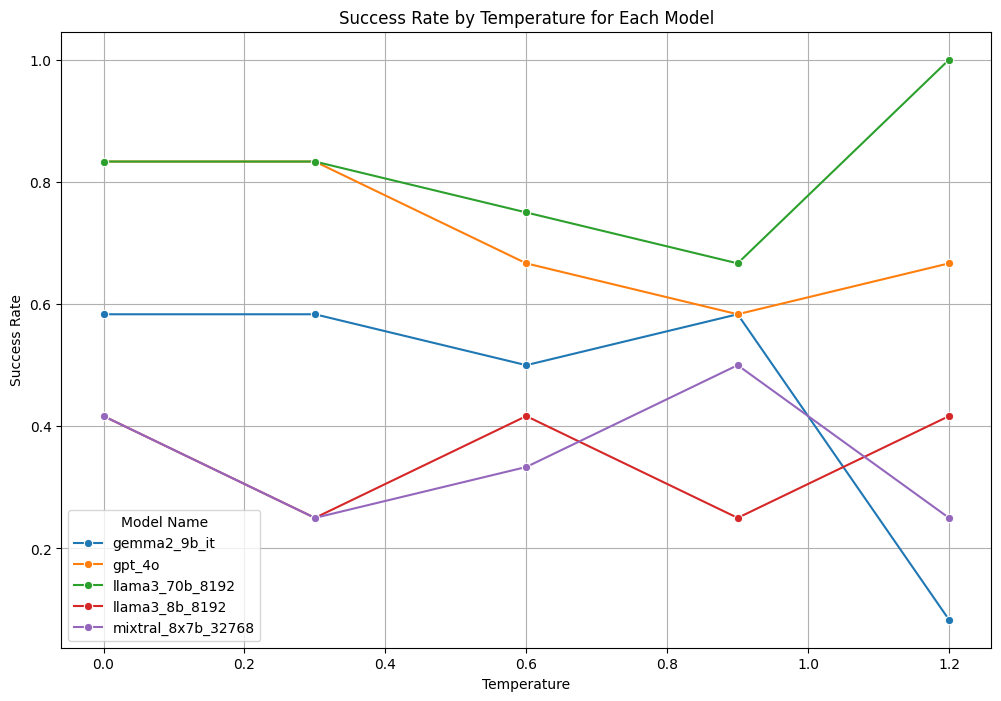 Success Rate by Temperature for Each Model
Success Rate
1.0
0.8
0.6
0.4
0.2
Model Name
gemma2_9b_it
gpt_4o
llama3_70b_8192
llama3_8b_8192
mixtral_8x7b_32768
0.0 0.2 0.4 0.6 0.8 1.0 1.2
Temperature